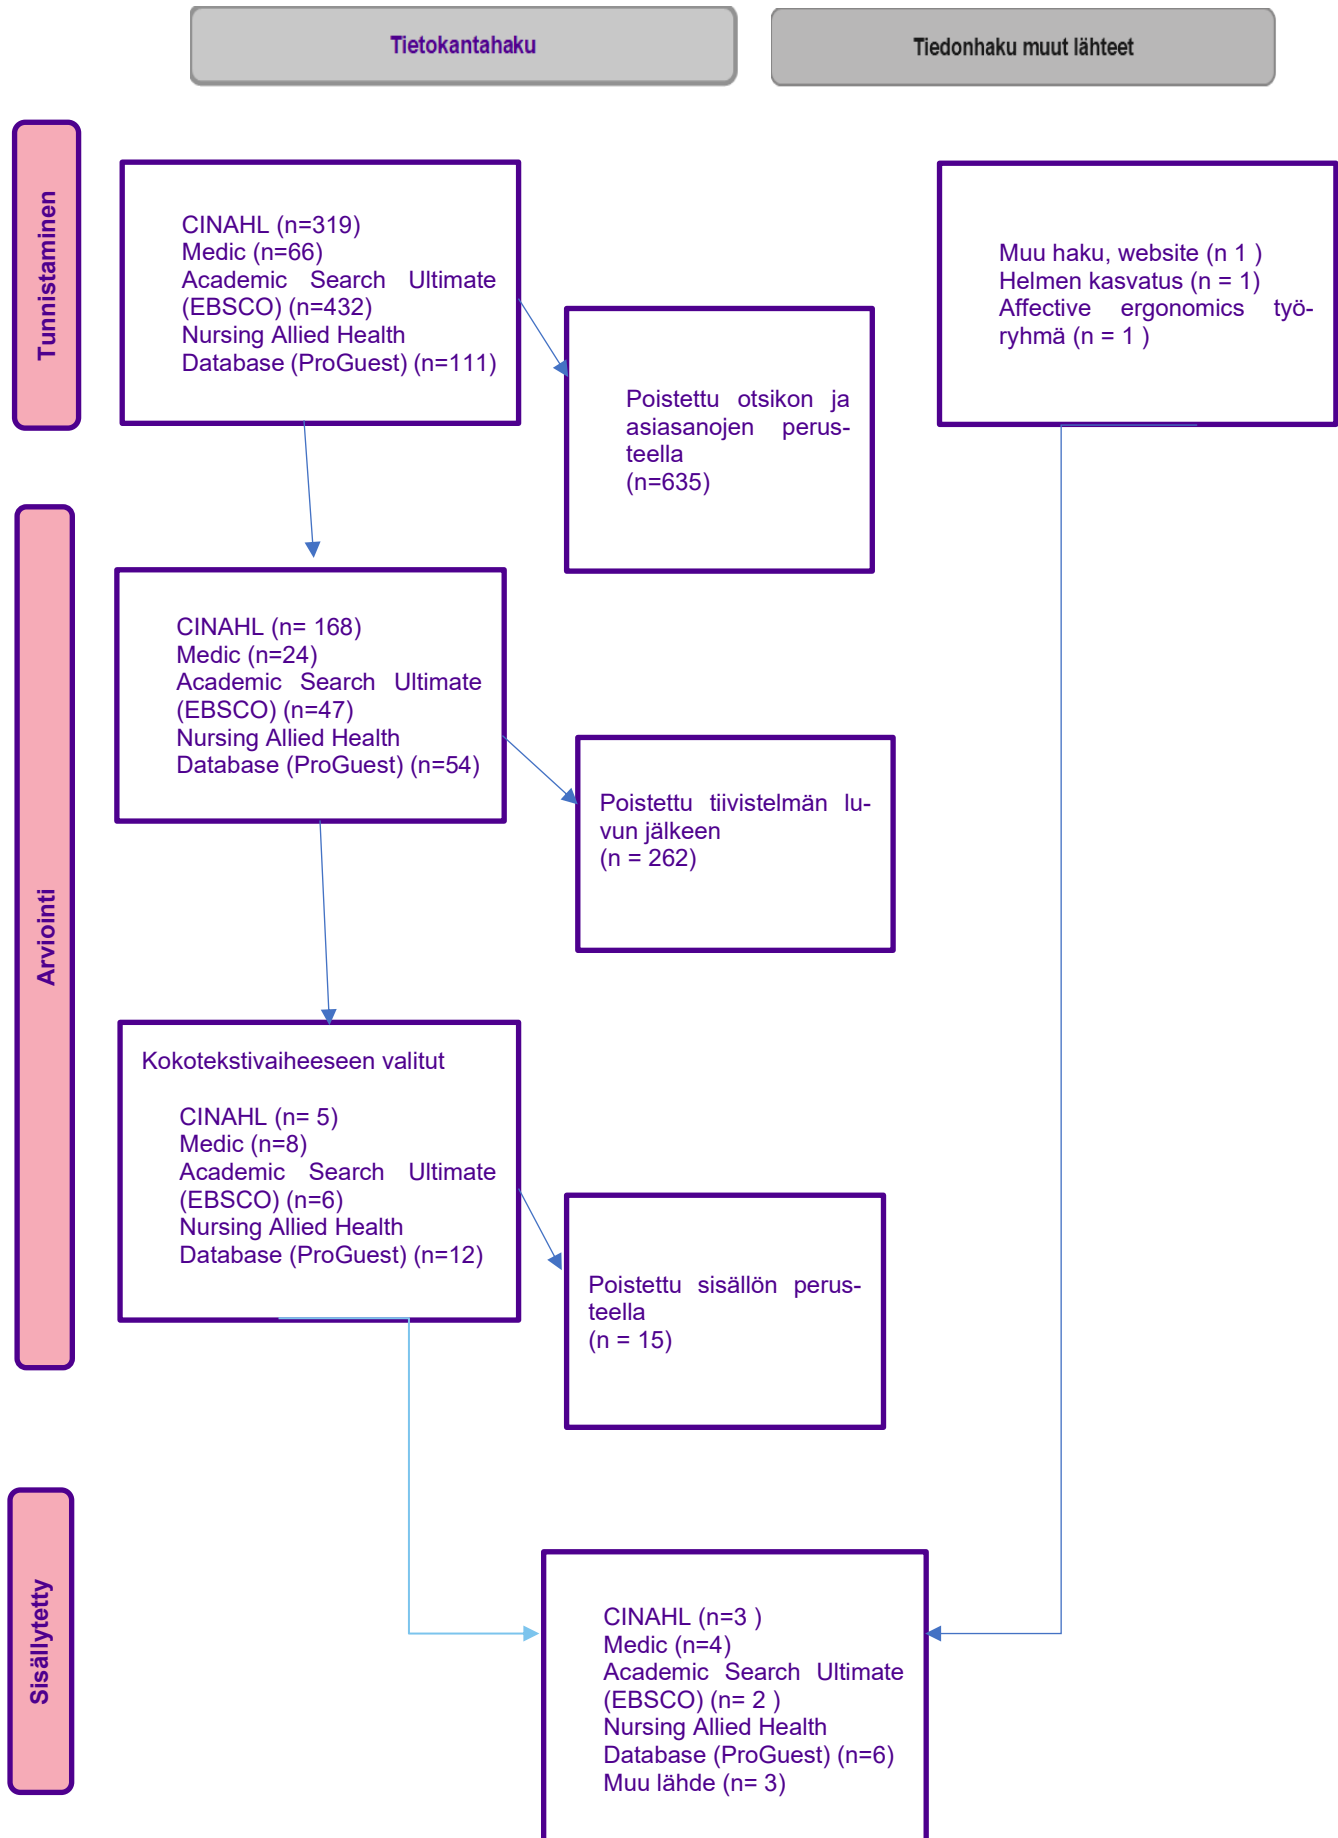 Tietokantahaku
Tiedonhaku muut lähteet
Tunnistaminen
CINAHL (n=319)
Medic (n=66)
Academic Search Ultimate
(EBSCO) (n=432)
Nursing Allied Health
Database (ProGuest) (n=111)
Muu haku, website (n 1 )
Helmen kasvatus (n = 1)
Affective ergonomics työ-
ryhmä (n = 1 )
Poistettu otsikon ja
asiasanojen perus-
teella
(n=635)
Arviointi
CINAHL (n= 168)
Medic (n=24)
Academic Search Ultimate
(EBSCO) (n=47)
Nursing Allied Health
Database (ProGuest) (n=54)
Poistettu tiivistelmän lu-
vun jälkeen
(n = 262)
Kokotekstivaiheeseen valitut
CINAHL (n= 5)
Medic (n=8)
Academic Search Ultimate
(EBSCO) (n=6)
Nursing Allied Health
Database (ProGuest) (n=12)
Poistettu sisällön perus-
teella
(n = 15)
Sisällytetty
CINAHL (n=3 )
Medic (n=4)
Academic Search Ultimate
(EBSCO) (n= 2 )
Nursing Allied Health
Database (ProGuest) (n=6)
Muu lähde (n= 3)